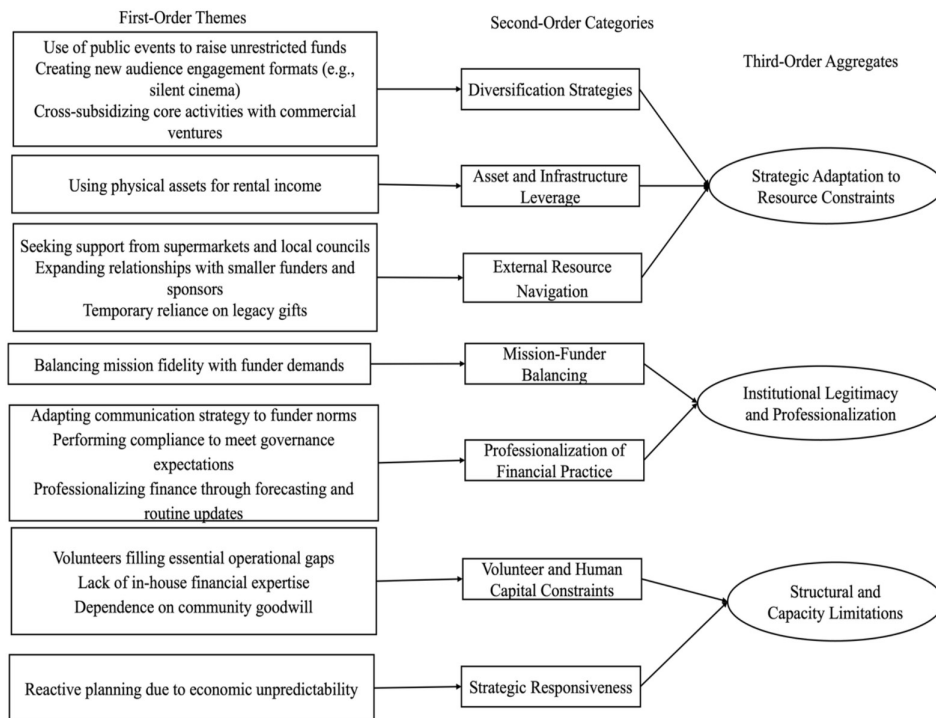 First-Order Themes
Second-Order Categories
Third-Order Aggregates
Use of public events to raise unrestricted funds
Creating new audience engagement formats (e.g.,
silent cinema)
Cross-subsidizing core activities with commercial
ventures
Diversification Strategies
Using physical assets for rental income
Asset and Infrastructure
Leverage
Strategic Adaptation to
Resource Constraints
Seeking support from supermarkets and local councils
Expanding relationships with smaller funders and
sponsors
Temporary reliance on legacy gifts
External Resource
Navigation
Balancing mission fidelity with funder demands
Mission-Funder
Balancing
Institutional Legitimacy
and Professionalization
Adapting communication strategy to funder norms
Performing compliance to meet governance
expectations
Professionalizing finance through forecasting and
routine updates
Professionalization of
Financial Practice
Volunteers filling essential operational gaps
Lack of in-house financial expertise
Dependence on community goodwill
Volunteer and Human
Capital Constraints
Structural and
Capacity Limitations
Reactive planning due to economic unpredictability
Strategic Responsiveness